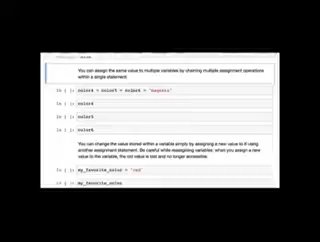 You can assign the same value to multiple variables by chaining multiple assignment operations
within a single statement:
In [ ]: color4 = color5 = color6 = 'magenta'
In [ ]: color4
In [ ]: color5
In [ ]: color6
You can change the value stored within a variable simply by assigning a new value to it using
another assignment statement. Be careful while reassigning variables: when you assign a new
value to the variable, the old value is lost and no longer accessible.
In [ ]: my_favorite_color = 'red'
In [ ]: my_favorite_color